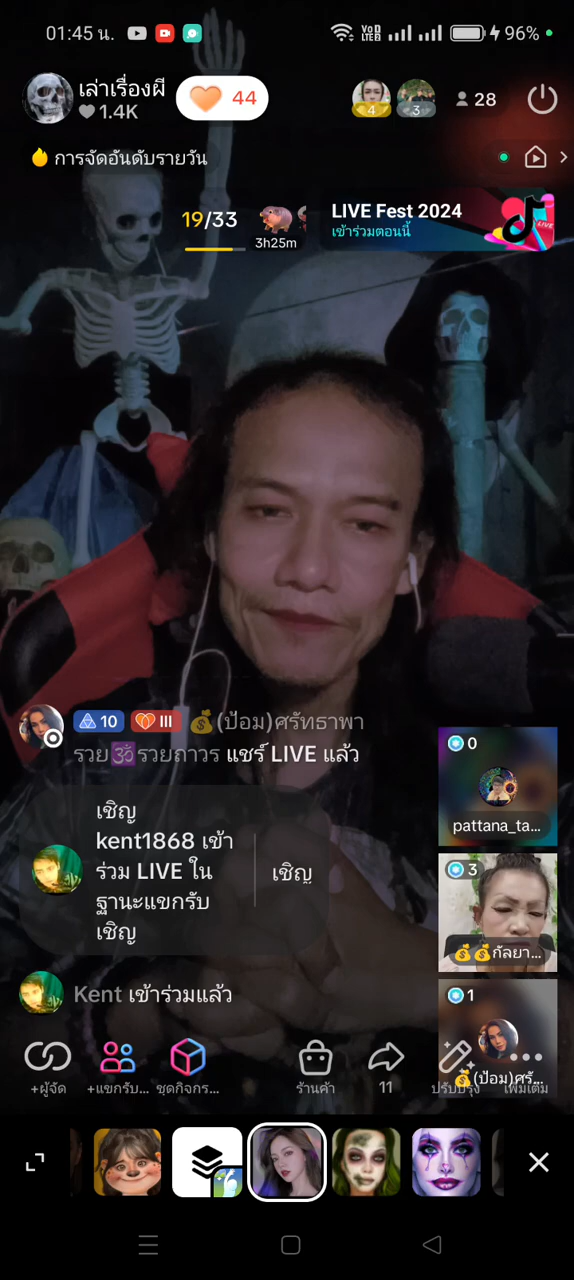 01:45 น.
VoD LTE2
96%
เล่าเรื่องผี
1.4K
44
4
3
28
การจัดอันดับรายวัน
19/33
3h25m
LIVE Fest 2024
เข้าร่วมตอนนี้
LIVE
10 III 💰(ป้อม)ศรัทธาพา
รวย🕉รวยถาวร แชร์ LIVE แล้ว
0
pattana_ta...
เชิญ
kent1868 เข้า
ร่วม LIVE ใน
ฐานะแขกรับ
เชิญ
เชิญ
3
💰💰กัลยา...
Kent เข้าร่วมแล้ว
1
💰(ป้อม)ศรั...
+ผู้จัด
+แขกรับ...
ชุดกิจกร...
ร้านค้า
11
ปรับปรุง
เพิ่มเติม